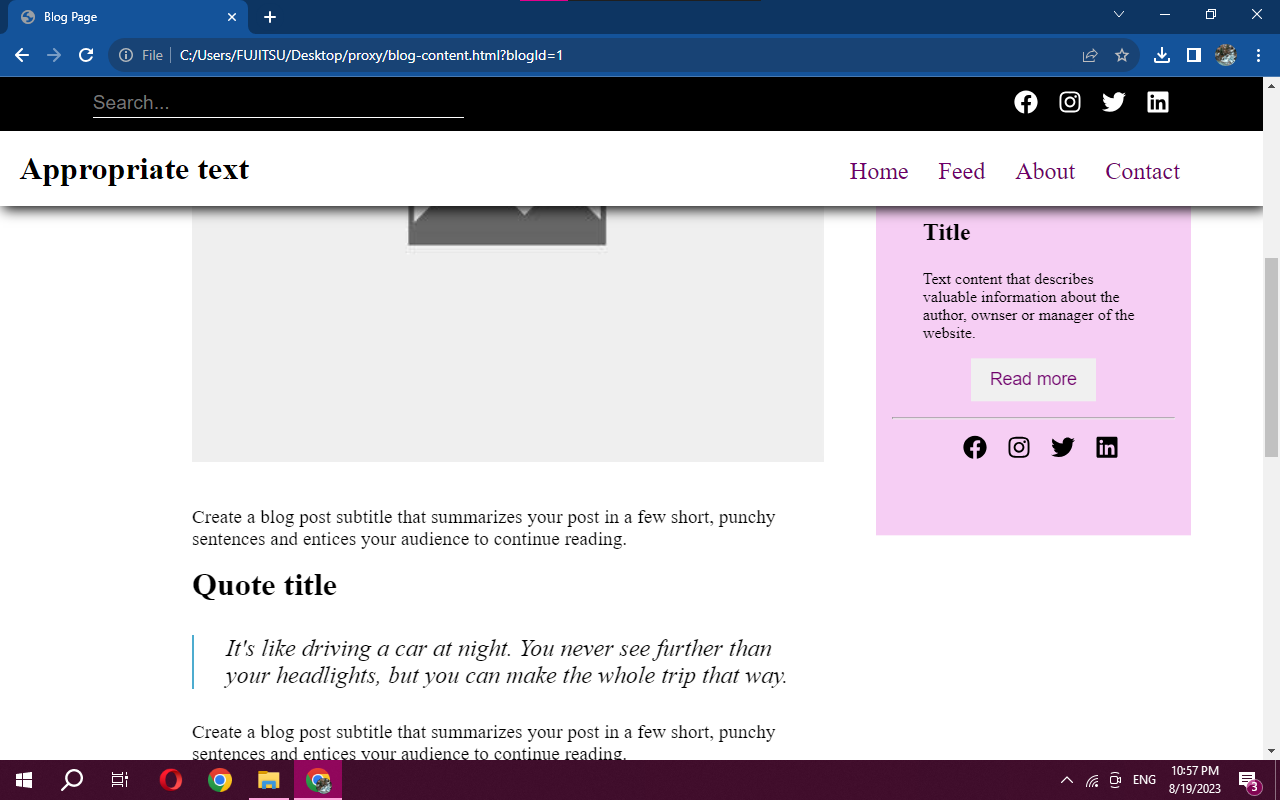 Blog Page
File
C:/Users/FUJITSU/Desktop/proxy/blog-content.html?blogId=1
Search...
Appropriate text
Home Feed About Contact
Title
Text content that describes
valuable information about the
author, ownser or manager of the
website.
Read more
Create a blog post subtitle that summarizes your post in a few short, punchy
sentences and entices your audience to continue reading.
Quote title
It's like driving a car at night. You never see further than
your headlights, but you can make the whole trip that way.
Create a blog post subtitle that summarizes your post in a few short, punchy
sentences and entices your audience to continue reading.
ENG
10:57 PM
8/19/2023
3